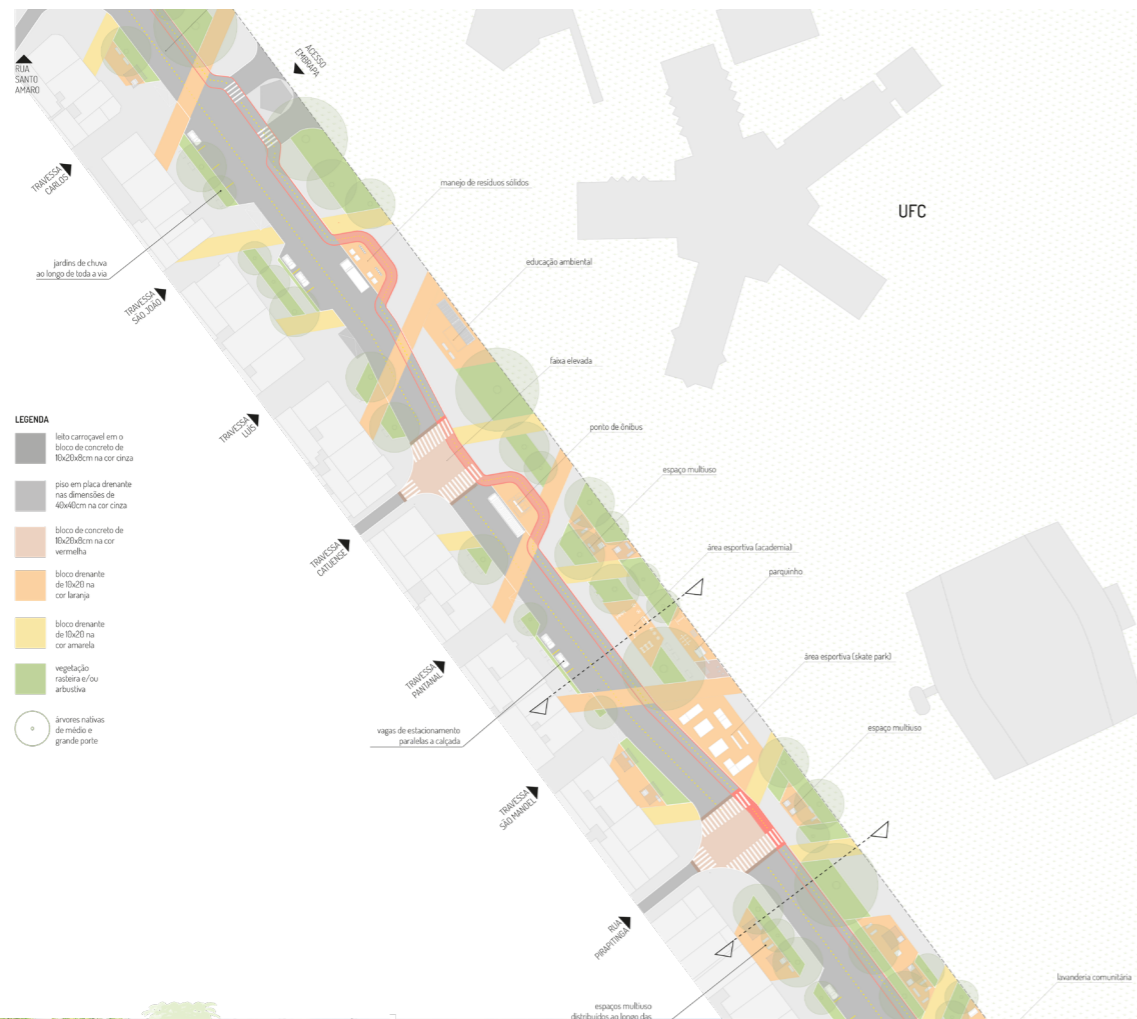 RUA
SANTO
AMARO
ACESSO
EMBRAPA
TRAVESSA
CARLOS
manejo de resíduos sólidos
UFC
jardins de chuva
ao longo de toda a via
educação ambiental
TRAVESSA
SÃO JOÃO
faixa elevada
TRAVESSA
LUIS
ponto de ônibus
espaço multiuso
TRAVESSA
CATUENSE
área esportiva (academia)
parquinho
TRAVESSA
PANTANAL
área esportiva (skate park)
vagas de estacionamento
paralelas a calçada
espaço multiuso
TRAVESSA
SÃO MANOEL
RUA
PIRAPITINGA
lavanderia comunitária
espaços multiuso
distribuídos ao longo das
LEGENDA
leito carroçavel em o
bloco de concreto de
10x20x8cm na cor cinza
piso em placa drenante
nas dimensões de
40x40cm na cor cinza
bloco de concreto de
10x20x8cm na cor
vermelha
bloco drenante
de 10x20 na
cor laranja
bloco drenante
de 10x20 na
cor amarela
vegetação
rasteira e/ou
arbustiva
árvores nativas
de médio e
grande porte